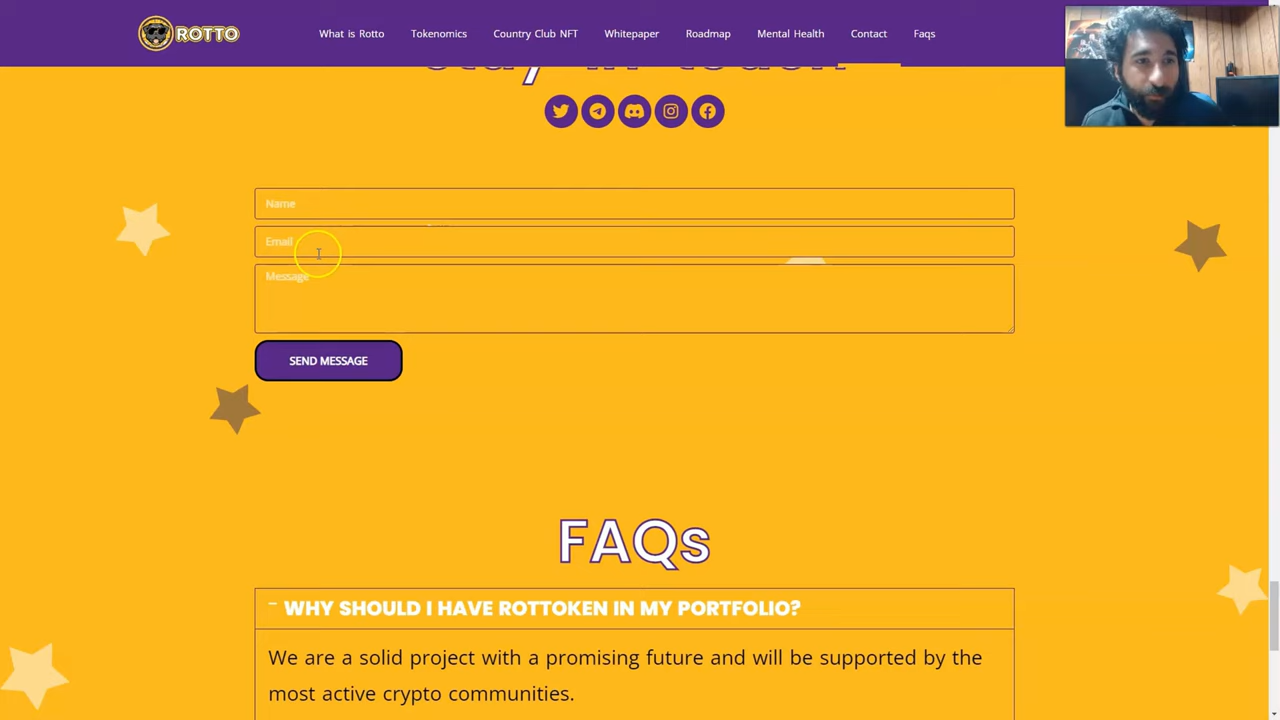 ROTTO
What is Rotto
Tokenomics
Country Club NFT
Whitepaper
Roadmap
Mental Health
Contact
Faqs
Name
Email
Message
SEND MESSAGE
FAQs
- WHY SHOULD I HAVE ROTTOKEN IN MY PORTFOLIO?
We are a solid project with a promising future and will be supported by the
most active crypto communities.